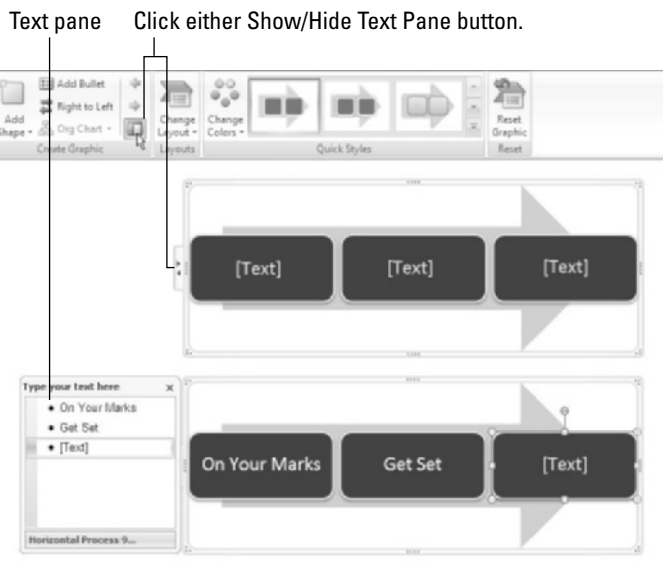 Text pane Click either Show/Hide Text Pane button.
Add Bullet
Right to Left
Add Shape
Org Chart
Change Layout
Change Colors
Reset Graphic
Create Graphic Layouts Quick Styles Reset
[Text] [Text] [Text]
Type your text here x
• On Your Marks
• Get Set
• [Text]
On Your Marks Get Set [Text]
Horizontal Process 9...